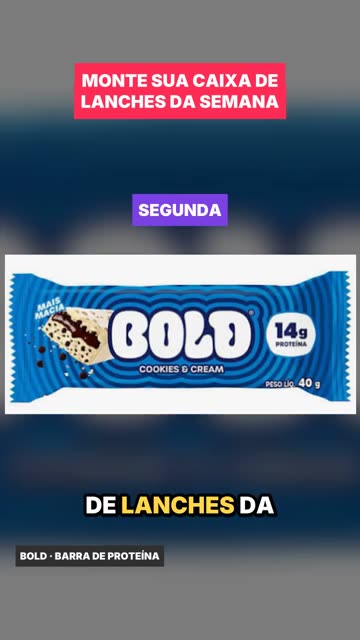 MONTE SUA CAIXA DE
LANCHES DA SEMANA
SEGUNDA
MAIS
MACIA
BOLD
COOKIES & CREAM
14g
PROTEÍNA
PESO LÍQ. 40 g
DE LANCHES DA
BOLD · BARRA DE PROTEÍNA